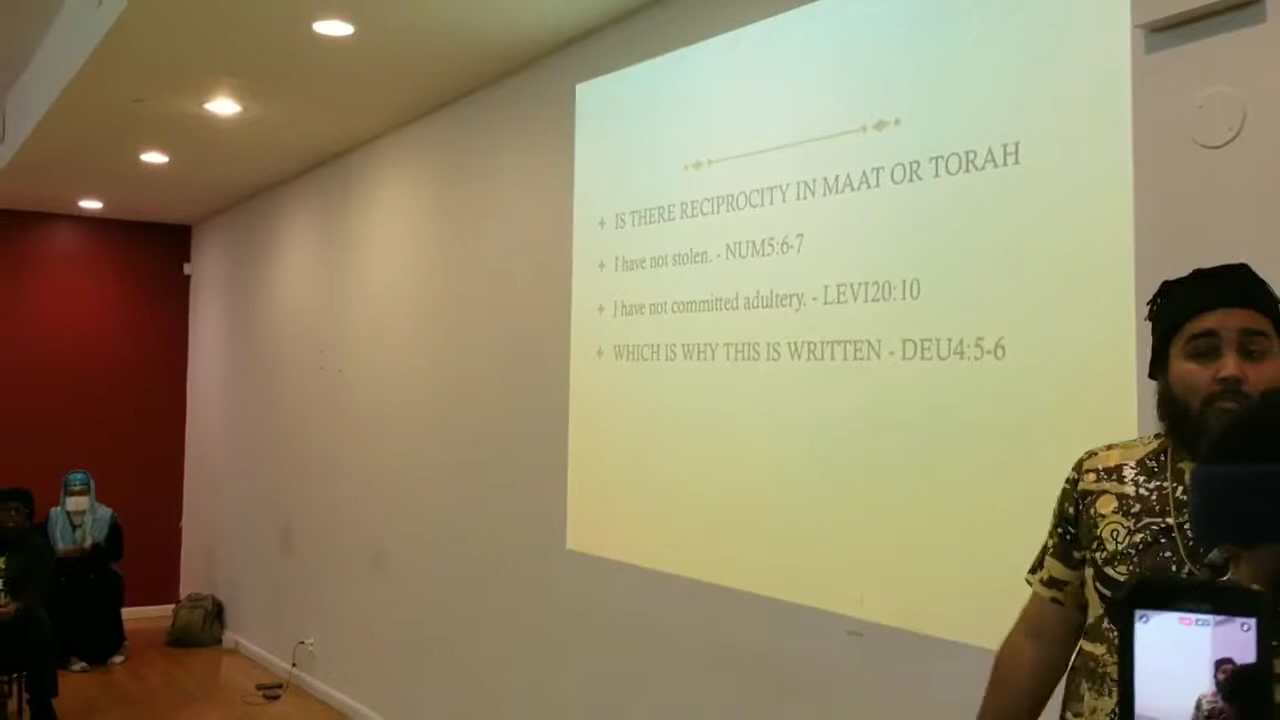 IS THERE RECIPROCITY IN MAAT OR TORAH
I have not stolen. - NUM5:6-7
I have not committed adultery. - LEVI20:10
WHICH IS WHY THIS IS WRITTEN - DEU4:5-6